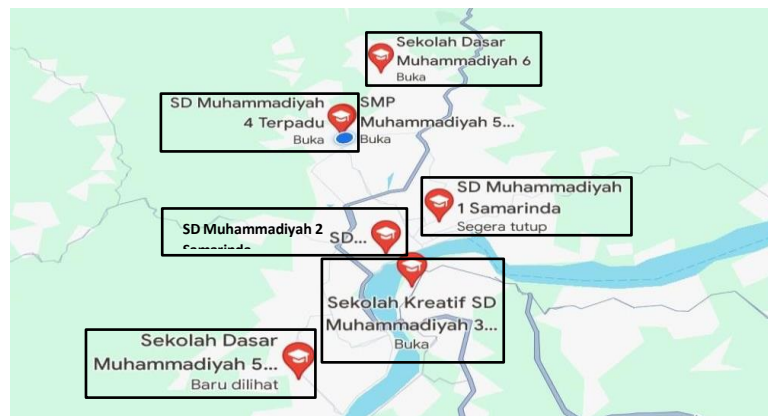 Sekolah Dasar
Muhammadiyah 6
Buka
SD Muhammadiyah
4 Terpadu
Buka
SMP
Muhammadiyah 5...
Buka
SD Muhammadiyah
1 Samarinda
Segera tutup
SD Muhammadiyah 2
Samarinda
SD...
Sekolah Kreatif SD
Muhammadiyah 3...
Buka
Sekolah Dasar
Muhammadiyah 5...
Baru dilihat